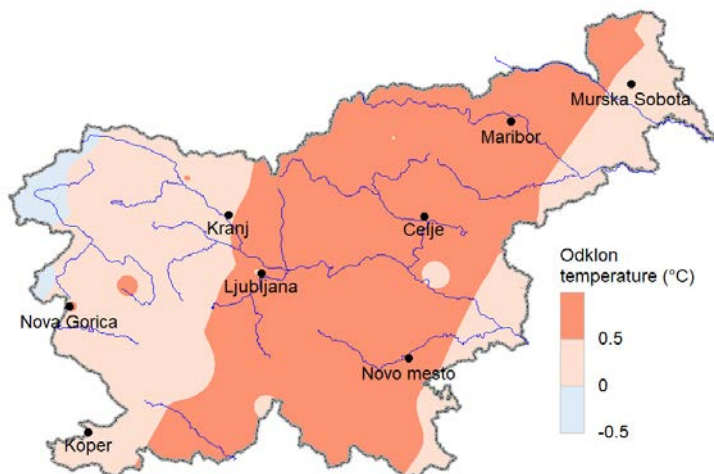 Murska Sobota
Maribor
Kranj
Celje
Odklon
temperature (°C)
Ljubljana
Nova Gorica
0.5
Novo mesto
0
Koper
-0.5